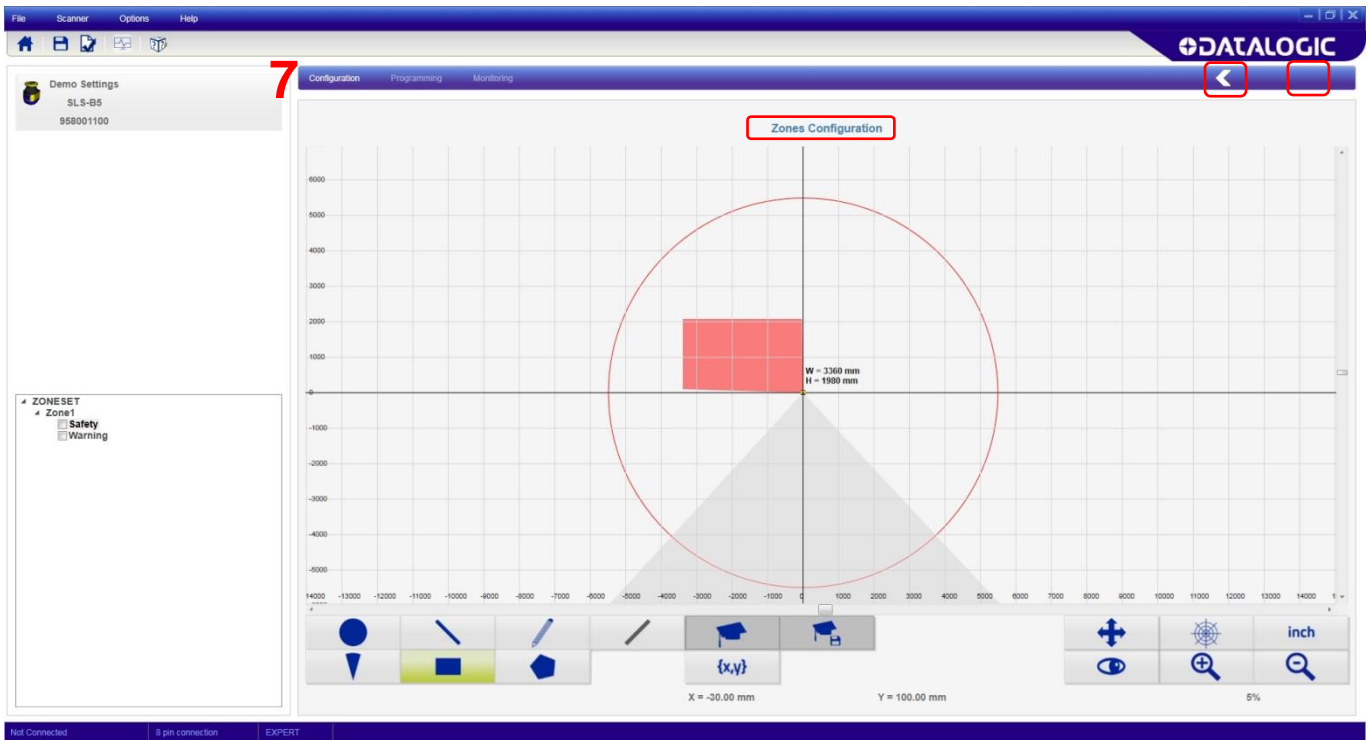 File Scanner Options Help
DATALOGIC
7
Configuration Programming Monitoring
Demo Settings
SLS-B5
958001100
Zones Configuration
6000
5000
4000
3000
2000
1000
W = 3360 mm
H = 1980 mm
0
-1000
-2000
-3000
-4000
-5000
14000 -13000 -12000 -11000 -10000 -9000 -8000 -7000 -6000 -5000 -4000 -3000 -2000 -1000 0 1000 2000 3000 4000 5000 6000 7000 8000 9000 10000 11000 12000 13000 14000 1
ZONESET
Zone1
Safety
Warning
inch
{x,y}
X = -30.00 mm Y = 100.00 mm 5%
Not Connected 8 pin connection EXPERT